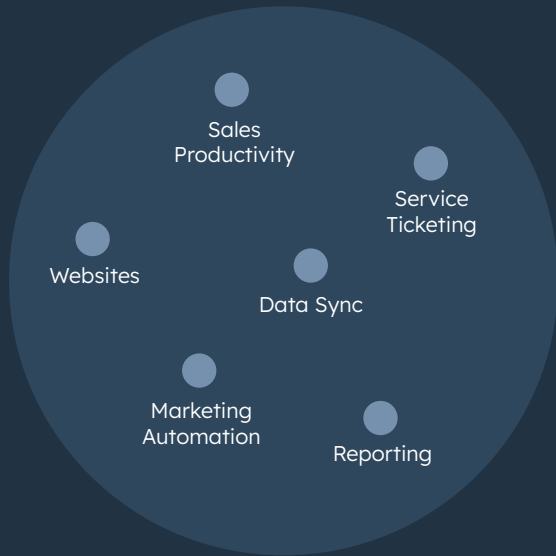 Sales
Productivity
Service
Ticketing
Websites
Data Sync
Marketing
Automation
Reporting